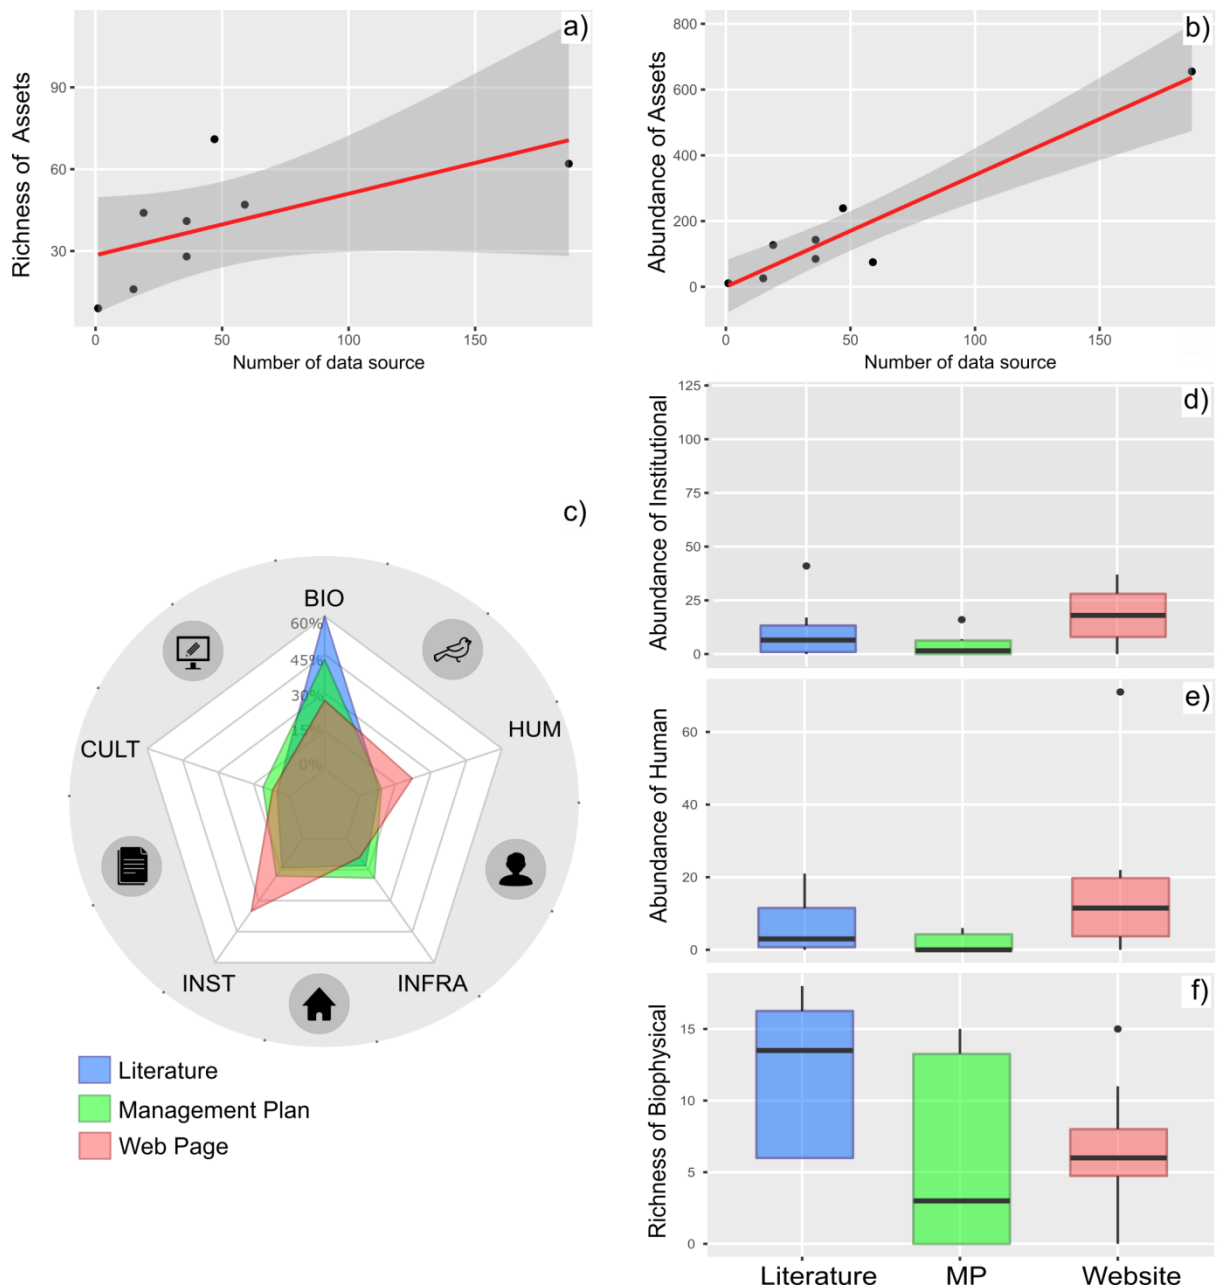 a)
Richness of Assets
90
60
30
0
50
100
150
Number of data source
b)
Abundance of Assets
800
600
400
200
0
0
50
100
150
Number of data source
c)
BIO
60%
45%
30%
15%
0%
HUM
CULT
INST
INFRA
Literature
Management Plan
Web Page
d)
Abundance of Institutional
125
100
75
50
25
0
e)
Abundance of Human
60
40
20
0
f)
Richness of Biophysical
15
10
5
0
Literature
MP
Website